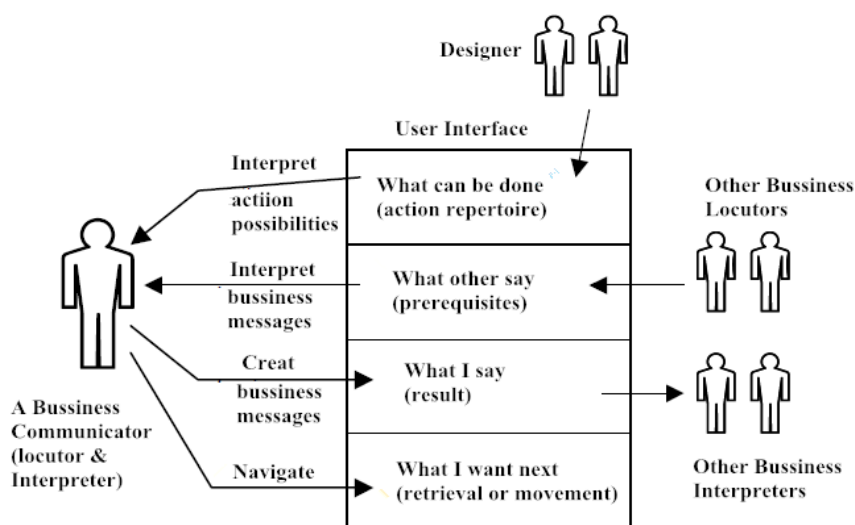 Designer
User Interface
Interpret
actiion
possibilities
What can be done
(action repertoire)
Other Bussiness
Locutors
Interpret
bussiness
messages
What other say
(prerequisites)
Creat
bussiness
messages
What I say
(result)
A Bussiness
Communicator
(locutor &
Interpreter)
Navigate
What I want next
(retrieval or movement)
Other Bussiness
Interpreters